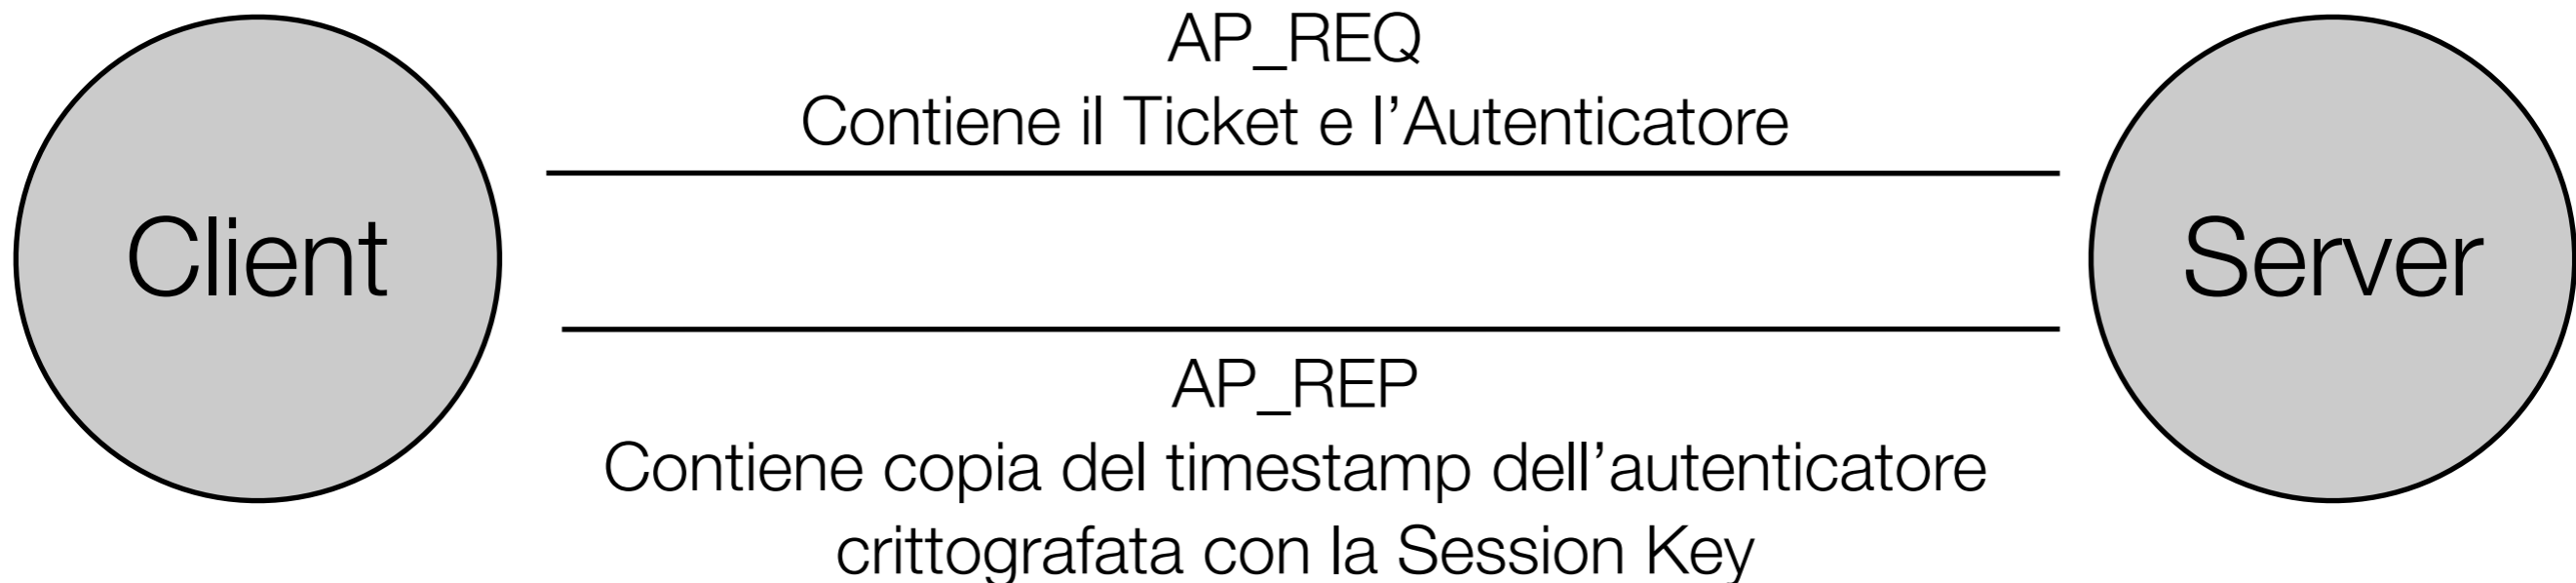 AP_REQ
Contiene il Ticket e l’Autenticatore
Client
Server
AP_REP
Contiene copia del timestamp dell’autenticatore
crittografata con la Session Key